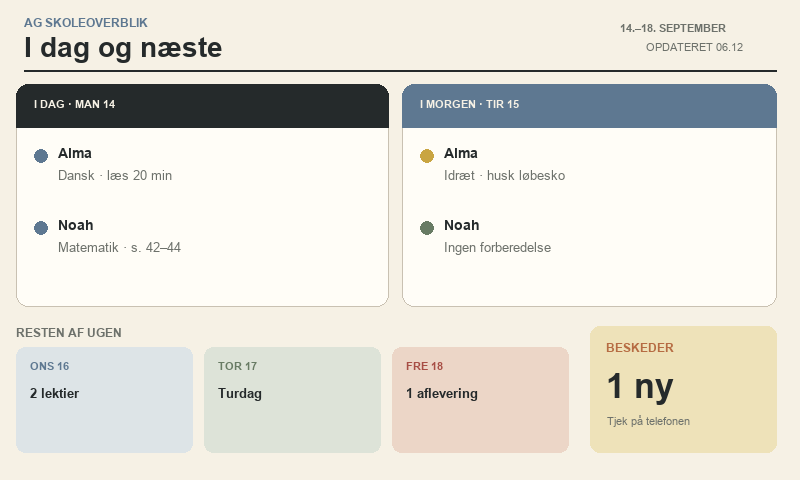 AG SKOLEOVERBLIK
I dag og næste
14.–18. SEPTEMBER
OPDATERET 06.12
I DAG · MAN 14
Alma
Dansk · læs 20 min
Noah
Matematik · s. 42–44
I MORGEN · TIR 15
Alma
Idræt · husk løbesko
Noah
Ingen forberedelse
RESTEN AF UGEN
ONS 16
2 lektier
TOR 17
Turdag
FRE 18
1 aflevering
BESKEDER
1 ny
Tjek på telefonen